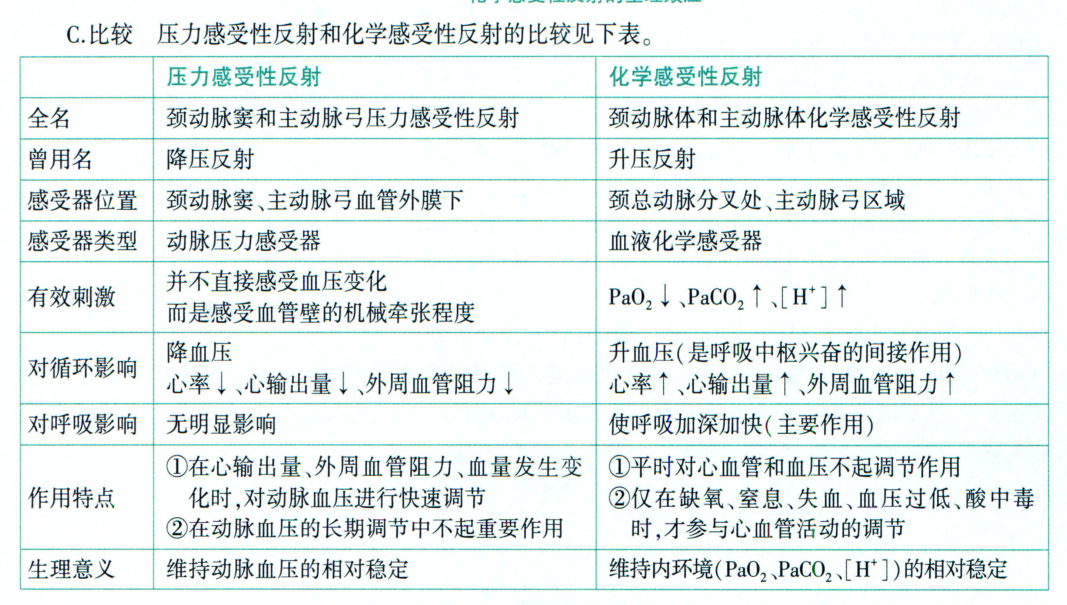 C.比较 压力感受性反射和化学感受性反射的比较见下表。
压力感受性反射 化学感受性反射
全名 颈动脉窦和主动脉弓压力感受性反射 颈动脉体和主动脉体化学感受性反射
曾用名 降压反射 升压反射
感受器位置 颈动脉窦、主动脉弓血管外膜下 颈总动脉分叉处、主动脉弓区域
感受器类型 动脉压力感受器 血液化学感受器
有效刺激 并不直接感受血压变化
而是感受血管壁的机械牵张程度 PaO₂↓、PaCO₂↑、[H⁺]↑
对循环影响 降血压
心率↓、心输出量↓、外周血管阻力↓ 升血压(是呼吸中枢兴奋的间接作用)
心率↑、心输出量↑、外周血管阻力↑
对呼吸影响 无明显影响 使呼吸加深加快(主要作用)
作用特点 ①在心输出量、外周血管阻力、血量发生变
化时,对动脉血压进行快速调节
②在动脉血压的长期调节中不起重要作用
①平时对心血管和血压不起调节作用
②仅在缺氧、窒息、失血、血压过低、酸中毒
时,才参与心血管活动的调节
生理意义 维持动脉血压的相对稳定 维持内环境(PaO₂、PaCO₂、[H⁺])的相对稳定